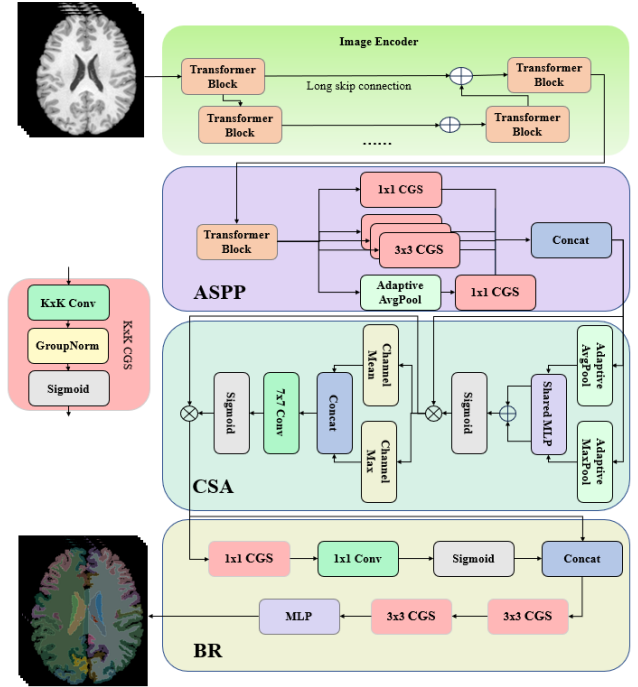 Image Encoder
Transformer
Block
Long skip connection
Transformer
Block
Transformer
Block
Transformer
Block
......
Transformer
Block
1x1 CGS
3x3 CGS
Adaptive
AvgPool
1x1 CGS
Concat
ASPP
KxK Conv
GroupNorm
Sigmoid
KxK CGS
Sigmoid
7x7 Conv
Concat
Channel
Mean
Channel
Max
Sigmoid
Shared MLP
Adaptive
AvgPool
Adaptive
MaxPool
CSA
1x1 CGS
1x1 Conv
Sigmoid
Concat
MLP
3x3 CGS
3x3 CGS
BR